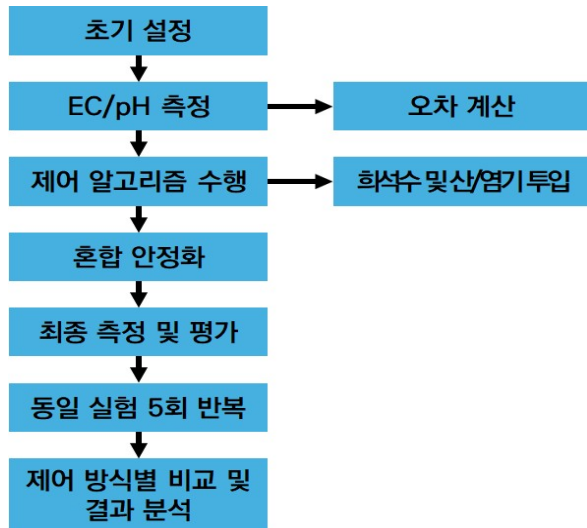 초기 설정
EC/pH 측정
오차 계산
제어 알고리즘 수행
희석수 및 산/염기 투입
혼합 안정화
최종 측정 및 평가
동일 실험 5회 반복
제어 방식별 비교 및
결과 분석